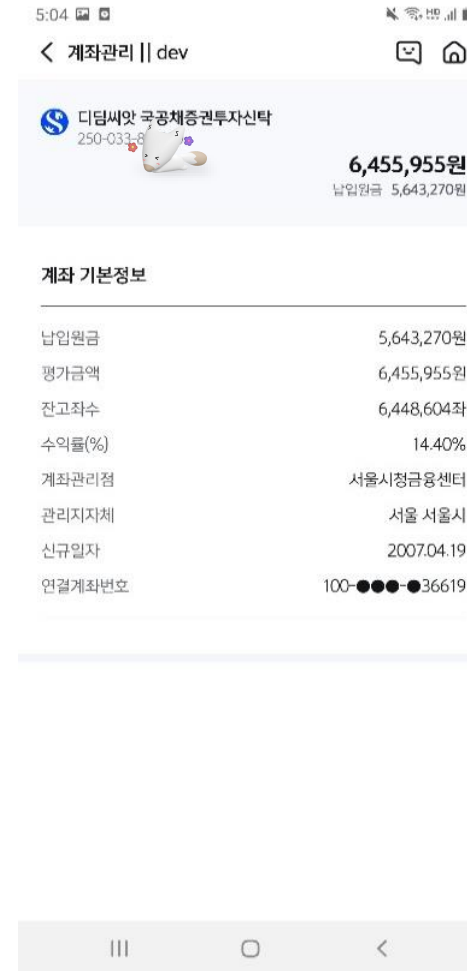 5:04
계좌관리 || dev
디딤씨앗 국공채증권투자신탁
250-033-8
6,455,955원
납입원금 5,643,270원
계좌 기본정보
납입원금 5,643,270원
평가금액 6,455,955원
잔고좌수 6,448,604좌
수익률(%) 14.40%
계좌관리점 서울시청금융센터
관리지자체 서울 서울시
신규일자 2007.04.19
연결계좌번호 100-●●●-●36619